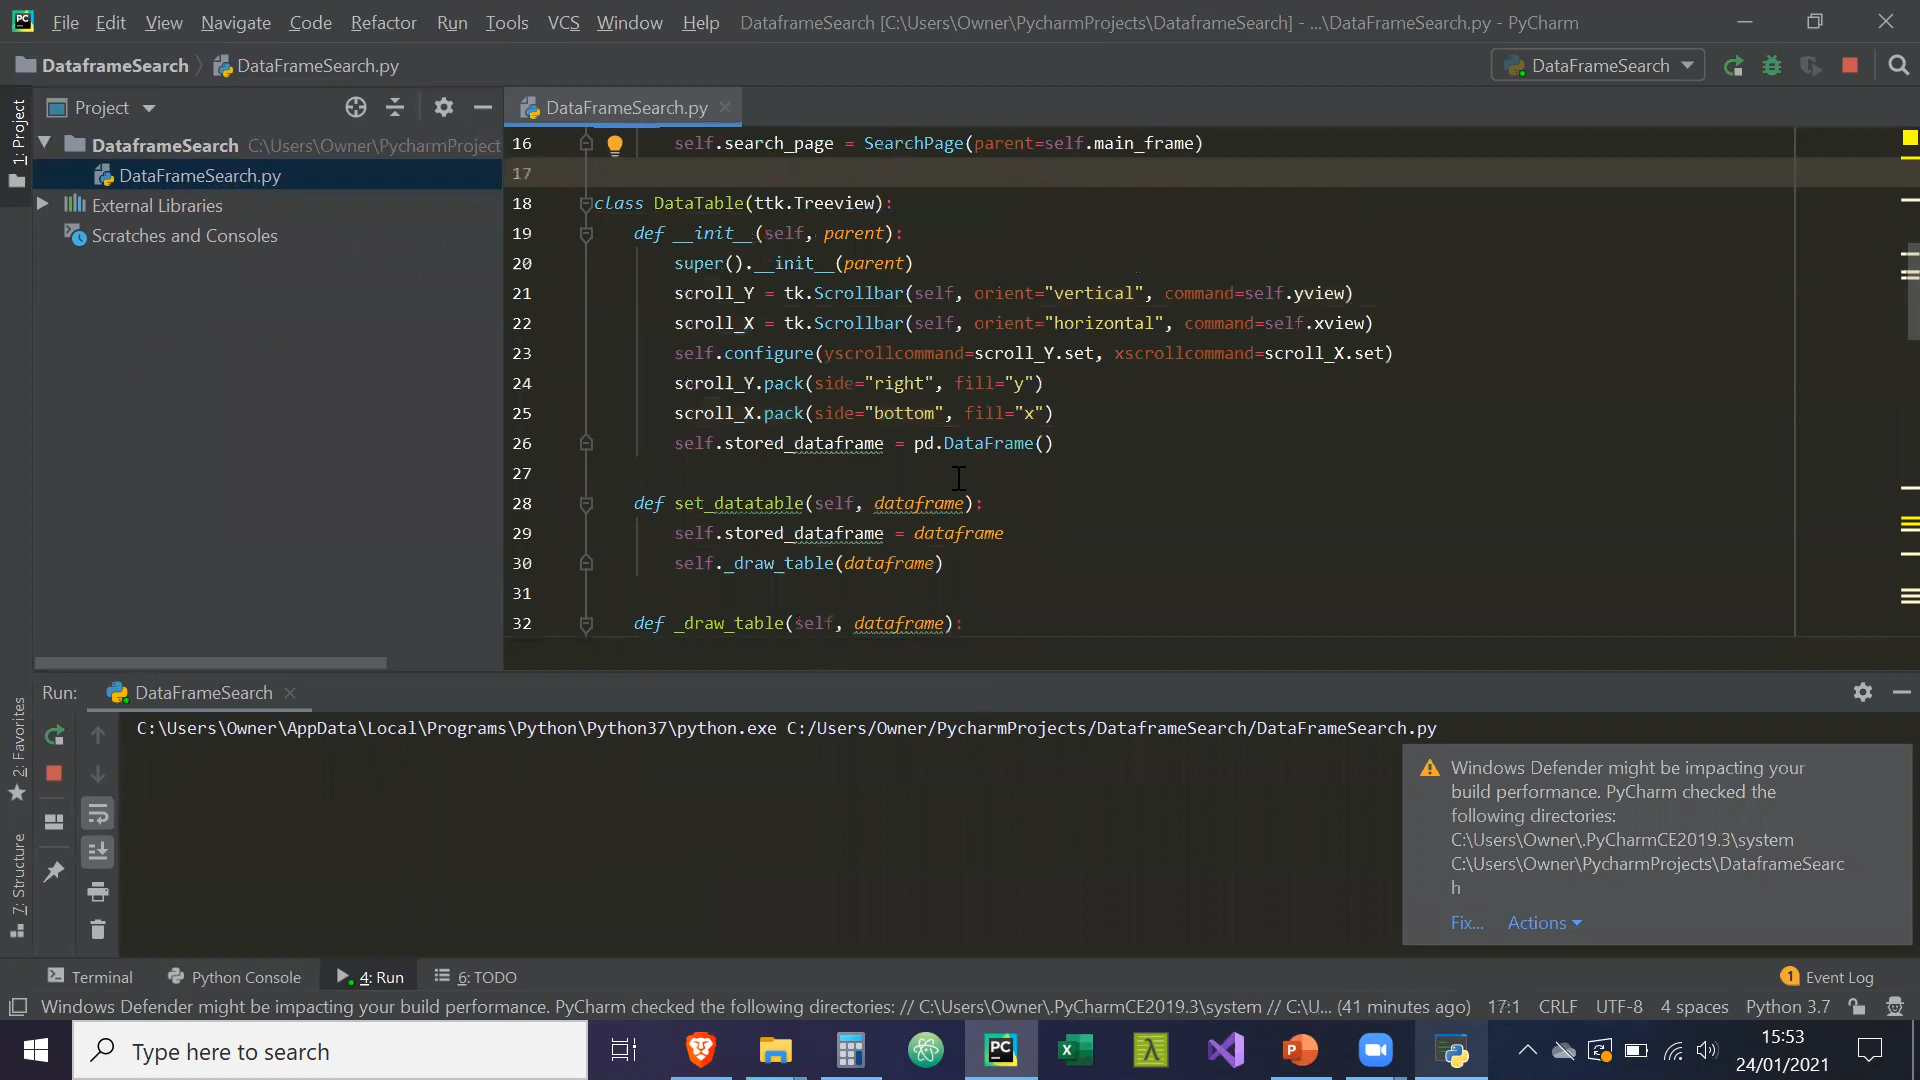 File Edit View Navigate Code Refactor Run Tools VCS Window Help DataframeSearch [C:\Users\Owner\PycharmProjects\DataframeSearch] - ...\DataFrameSearch.py - PyCharm
DataframeSearch DataFrameSearch.py DataFrameSearch
1: Project
Project
DataFrameSearch.py
DataframeSearch C:\Users\Owner\PycharmProject
DataFrameSearch.py
External Libraries
Scratches and Consoles
16 self.search_page = SearchPage(parent=self.main_frame)
17
18 class DataTable(ttk.Treeview):
19 def __init__(self, parent):
20 super().__init__(parent)
21 scroll_Y = tk.Scrollbar(self, orient="vertical", command=self.yview)
22 scroll_X = tk.Scrollbar(self, orient="horizontal", command=self.xview)
23 self.configure(yscrollcommand=scroll_Y.set, xscrollcommand=scroll_X.set)
24 scroll_Y.pack(side="right", fill="y")
25 scroll_X.pack(side="bottom", fill="x")
26 self.stored_dataframe = pd.DataFrame()
27
28 def set_datatable(self, dataframe):
29 self.stored_dataframe = dataframe
30 self._draw_table(dataframe)
31
32 def _draw_table(self, dataframe):
Run: DataFrameSearch
2: Favorites
7: Structure
C:\Users\Owner\AppData\Local\Programs\Python\Python37\python.exe C:/Users/Owner/PycharmProjects/DataframeSearch/DataFrameSearch.py
Windows Defender might be impacting your
build performance. PyCharm checked the
following directories:
C:\Users\Owner\.PyCharmCE2019.3\system
C:\Users\Owner\PycharmProjects\DataframeSearc
h
Fix... Actions
Terminal Python Console 4: Run 6: TODO 1 Event Log
Windows Defender might be impacting your build performance. PyCharm checked the following directories: // C:\Users\Owner\.PyCharmCE2019.3\system // C:\U... (41 minutes ago) 17:1 CRLF UTF-8 4 spaces Python 3.7
Type here to search
15:53
24/01/2021